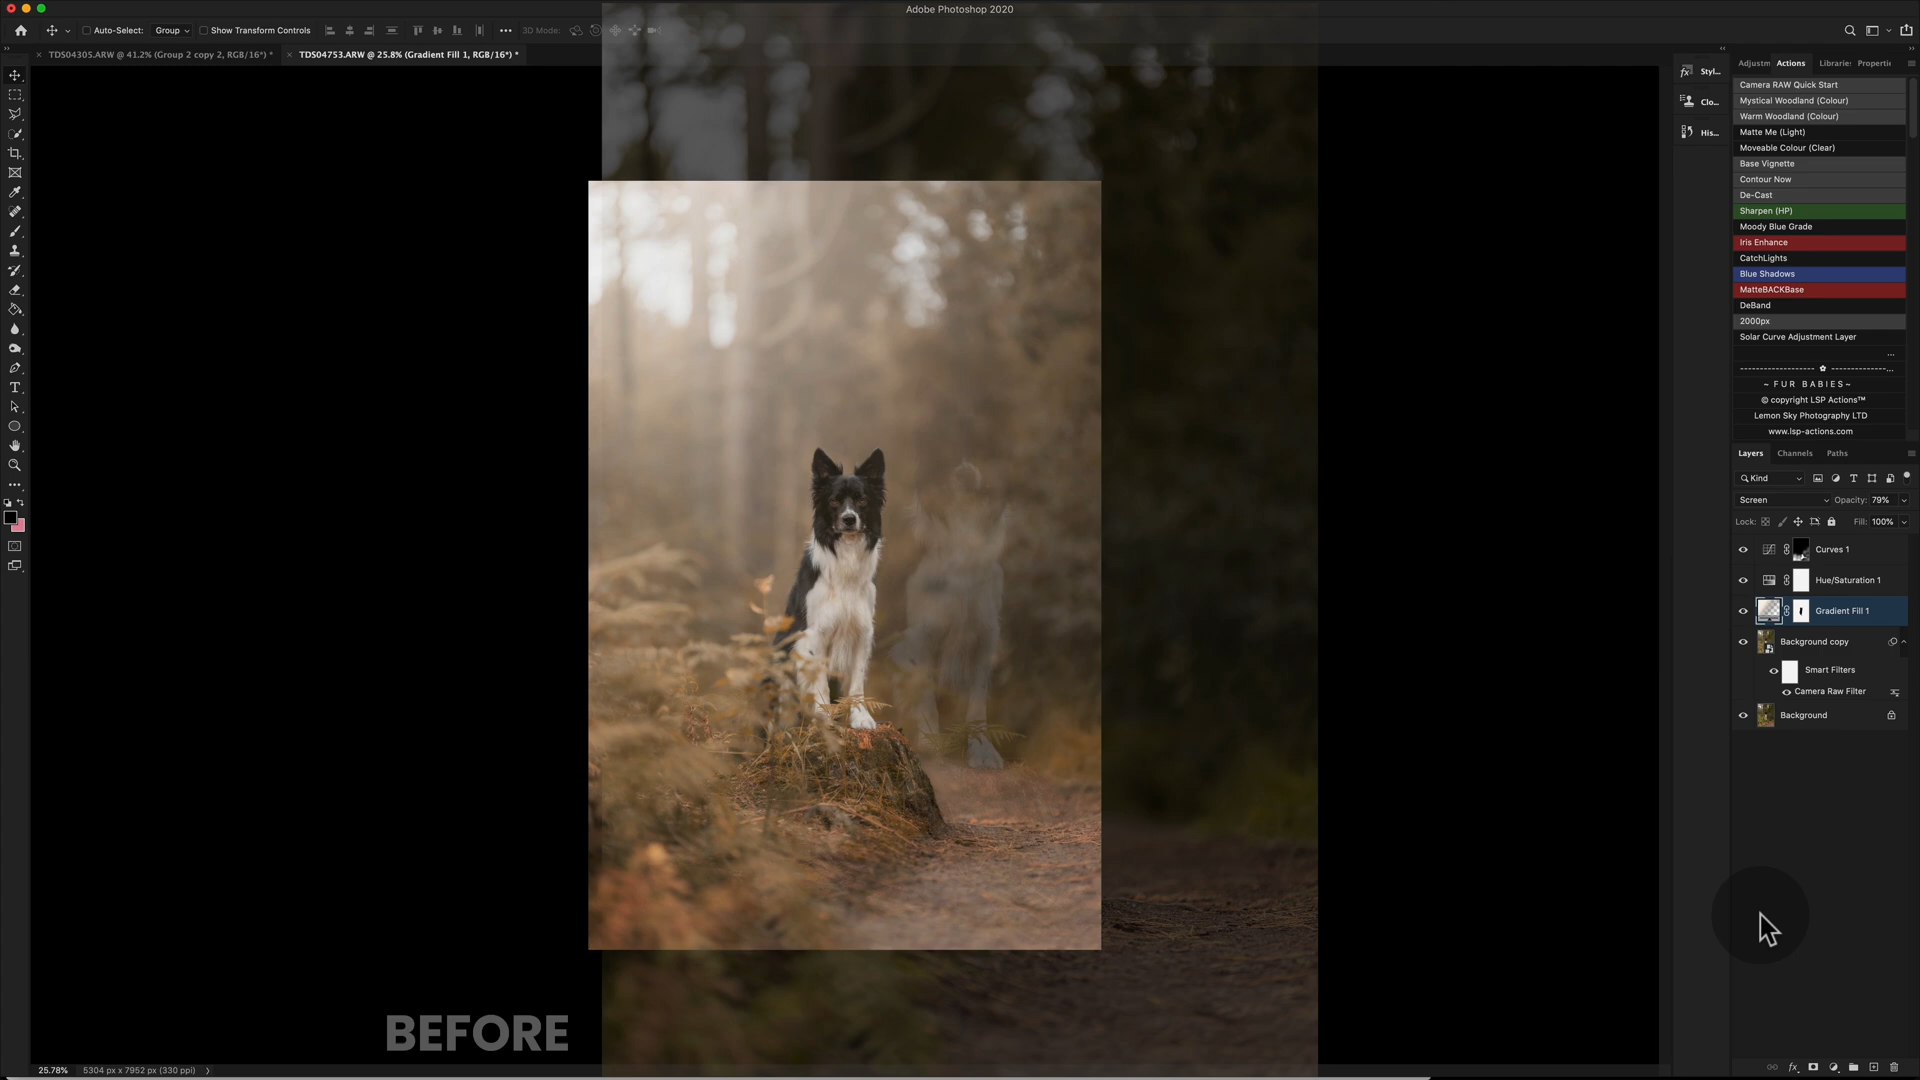 Adobe Photoshop 2020
Auto-Select: Group Show Transform Controls 3D Mode:
TDS04305.ARW @ 41.2% (Group 2 copy 2, RGB/16*) *
TDS04753.ARW @ 25.8% (Gradient Fill 1, RGB/16*) *
Styl...
Clo...
His...
Adjustm Actions Librarie: Properti
Camera RAW Quick Start
Mystical Woodland (Colour)
Warm Woodland (Colour)
Matte Me (Light)
Moveable Colour (Clear)
Base Vignette
Contour Now
De-Cast
Sharpen (HP)
Moody Blue Grade
Iris Enhance
CatchLights
Blue Shadows
MatteBACKBase
DeBand
2000px
Solar Curve Adjustment Layer
...
------------------- ✿ ---------------...
~ F U R B A B I E S ~
© copyright LSP Actions™
Lemon Sky Photography LTD
www.lsp-actions.com
Layers Channels Paths
Kind
Screen Opacity: 79%
Lock: Fill: 100%
Curves 1
Hue/Saturation 1
Gradient Fill 1
Background copy
Smart Filters
Camera Raw Filter
Background
BEFORE
25.78% 5304 px x 7952 px (330 ppi)